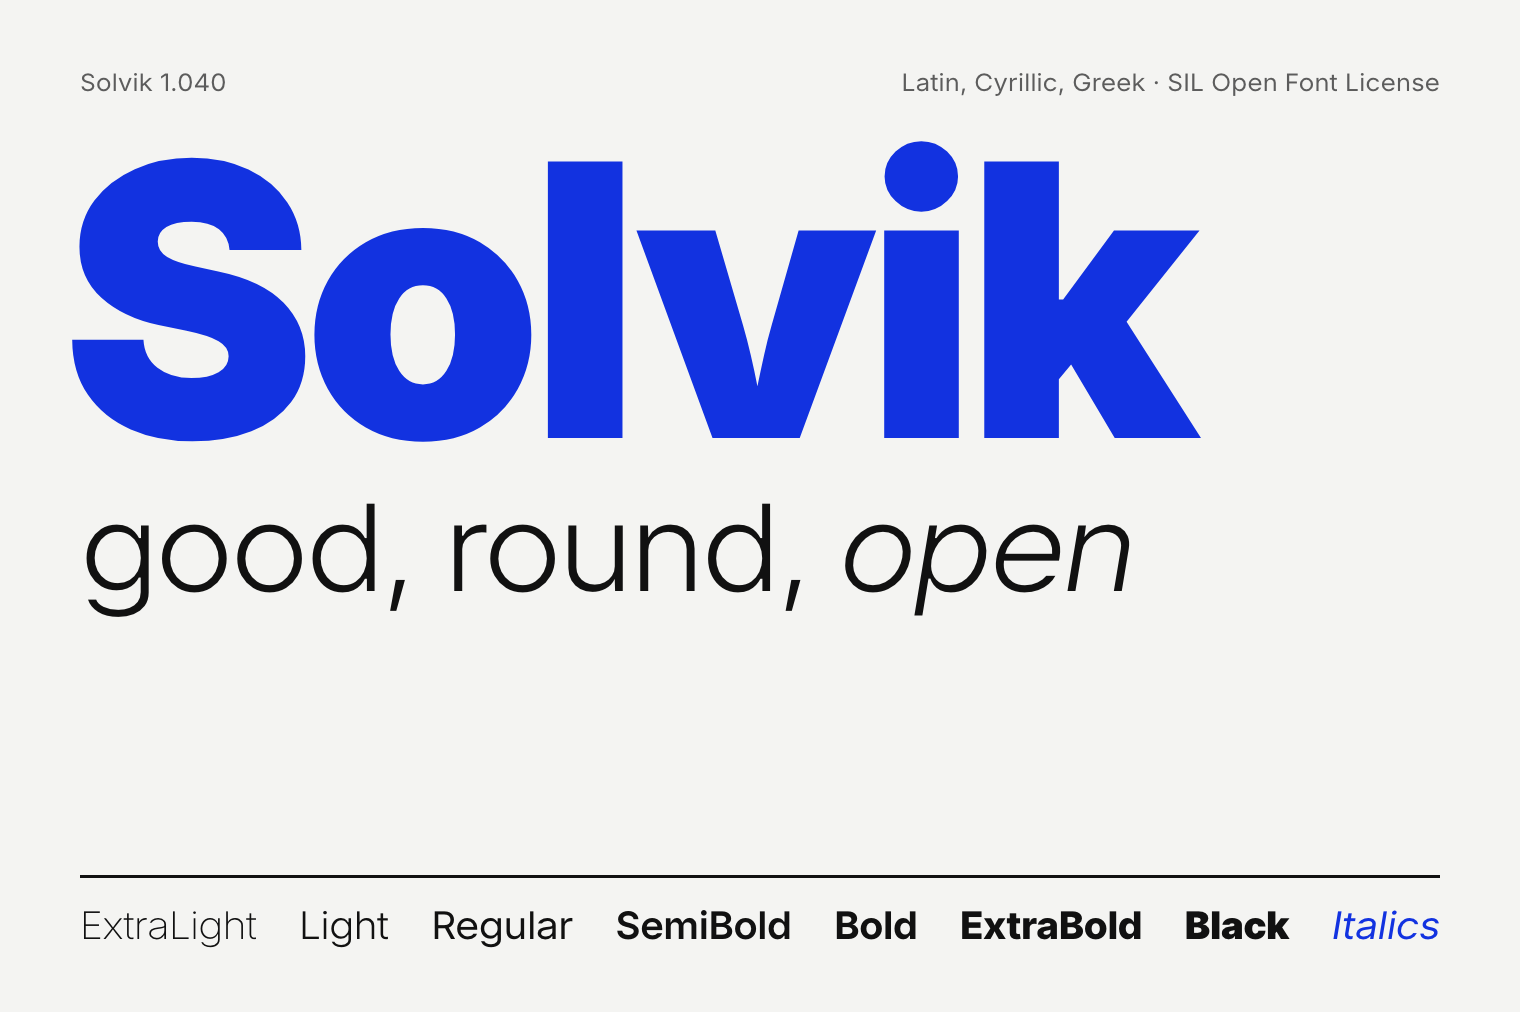 Solvik 1.040
Latin, Cyrillic, Greek · SIL Open Font License
Solvik
good, round, open
ExtraLight Light Regular SemiBold Bold ExtraBold Black Italics